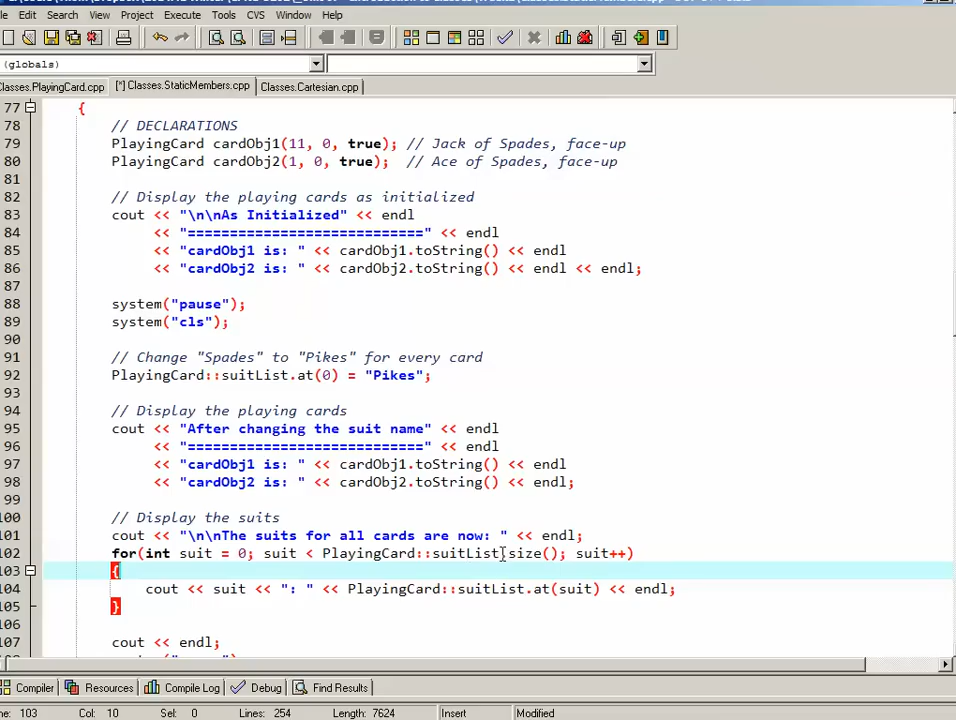 Edit Search View Project Execute Tools CVS Window Help
(globals)
Classes.PlayingCard.cpp [*] Classes.StaticMembers.cpp Classes.Cartesian.cpp
77 {
78 // DECLARATIONS
79 PlayingCard cardObj1(11, 0, true); // Jack of Spades, face-up
80 PlayingCard cardObj2(1, 0, true); // Ace of Spades, face-up
81
82 // Display the playing cards as initialized
83 cout << "\n\nAs Initialized" << endl
84 << "============================" << endl
85 << "cardObj1 is: " << cardObj1.toString() << endl
86 << "cardObj2 is: " << cardObj2.toString() << endl << endl;
87
88 system("pause");
89 system("cls");
90
91 // Change "Spades" to "Pikes" for every card
92 PlayingCard::suitList.at(0) = "Pikes";
93
94 // Display the playing cards
95 cout << "After changing the suit name" << endl
96 << "============================" << endl
97 << "cardObj1 is: " << cardObj1.toString() << endl
98 << "cardObj2 is: " << cardObj2.toString() << endl;
99
100 // Display the suits
101 cout << "\n\nThe suits for all cards are now: " << endl;
102 for(int suit = 0; suit < PlayingCard::suitList.size(); suit++)
103 {
104 cout << suit << ": " << PlayingCard::suitList.at(suit) << endl;
105 }
106
107 cout << endl;
Compiler Resources Compile Log Debug Find Results
ne: 103 Col: 10 Sel: 0 Lines: 254 Length: 7624 Insert Modified